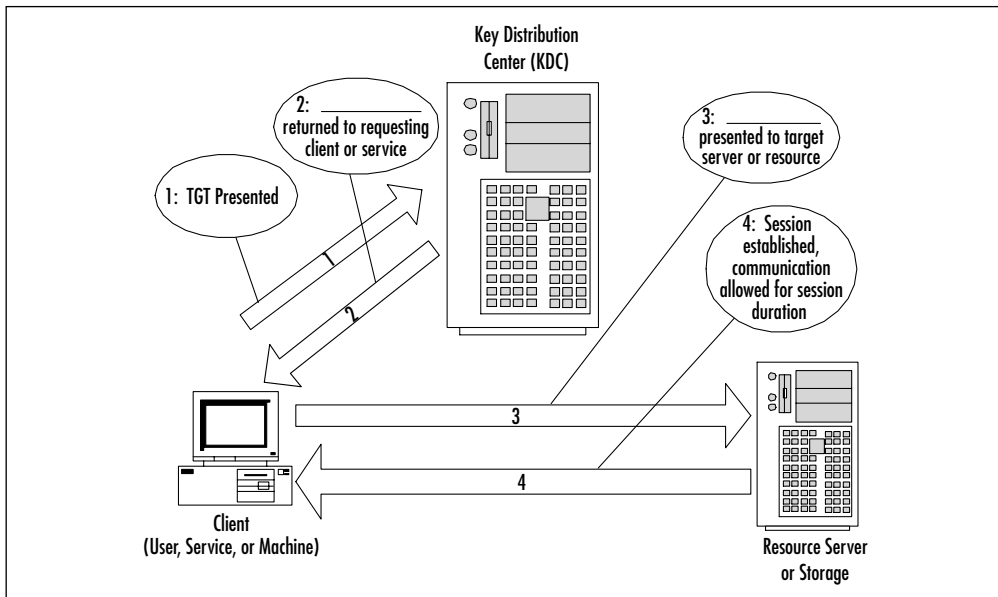 Key Distribution
Center (KDC)
2: ____________
returned to requesting
client or service
3: ____________
presented to target
server or resource
1: TGT Presented
4: Session
established,
communication
allowed for session
duration
1
2
3
4
Client
(User, Service, or Machine)
Resource Server
or Storage